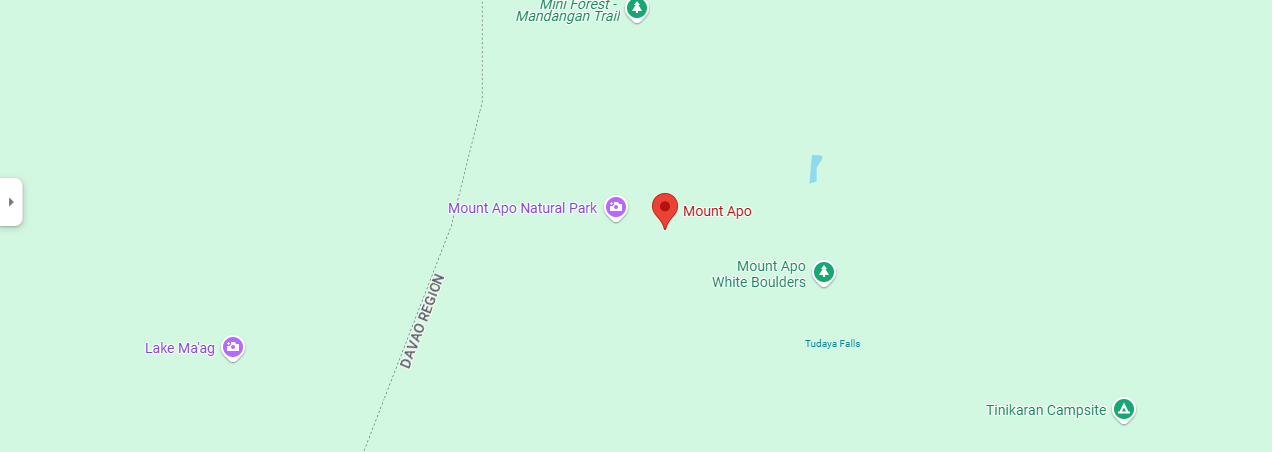 Mini Forest -
Mandangan Trail
Mount Apo Natural Park
Mount Apo
Mount Apo
White Boulders
DAVAO REGION
Lake Ma'ag
Tudaya Falls
Tinikaran Campsite